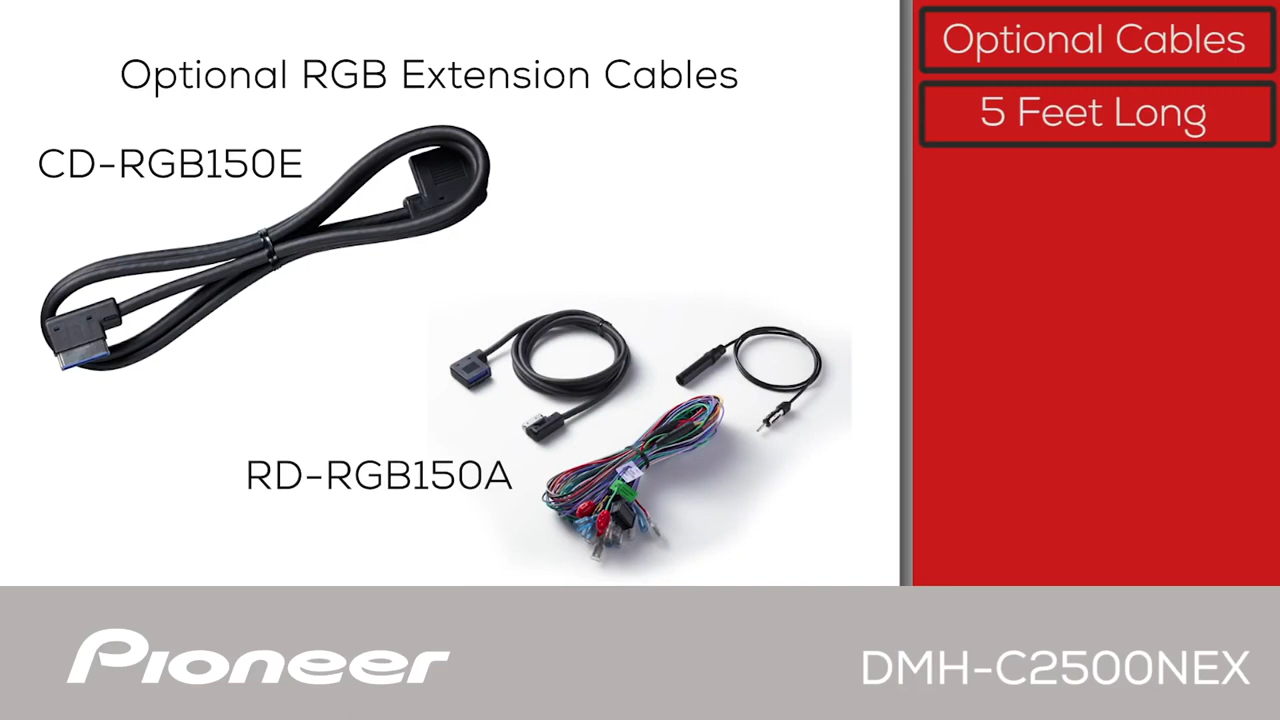 Optional RGB Extension Cables
CD-RGB150E
RD-RGB150A
Optional Cables
5 Feet Long
Pioneer
DMH-C2500NEX